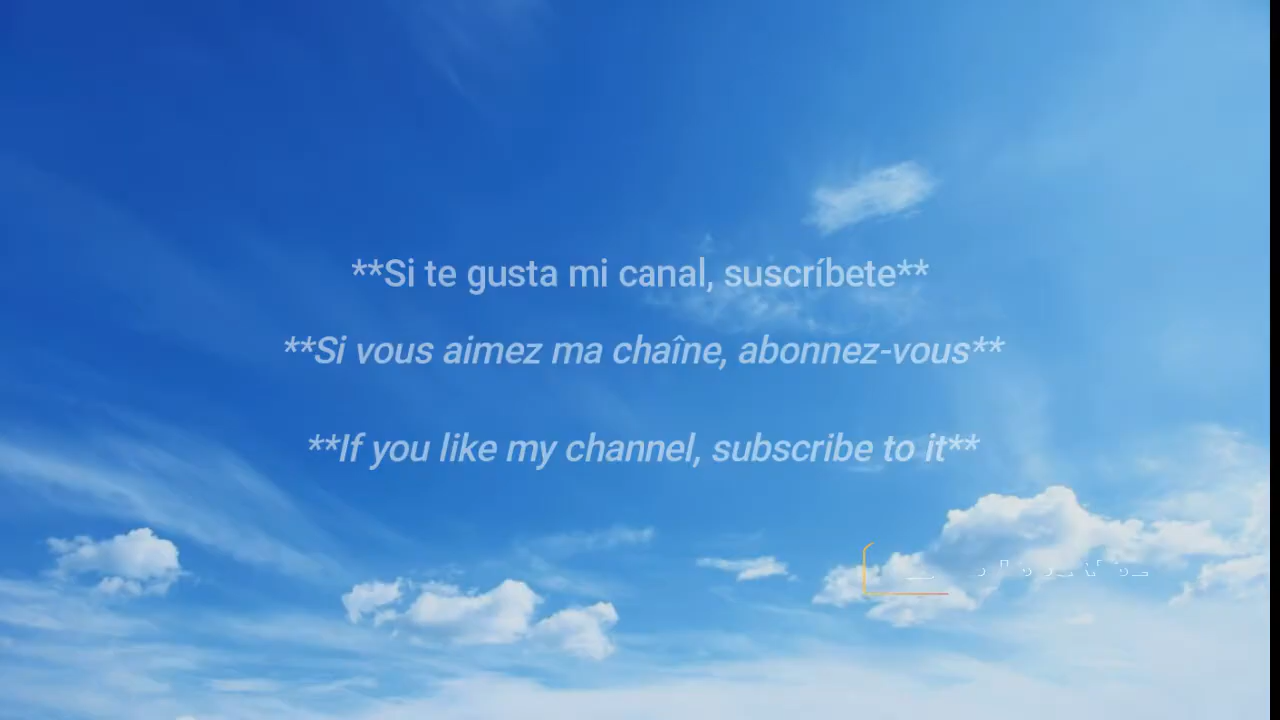 **Si te gusta mi canal, suscríbete**
**Si vous aimez ma chaîne, abonnez-vous**
**If you like my channel, subscribe to it**